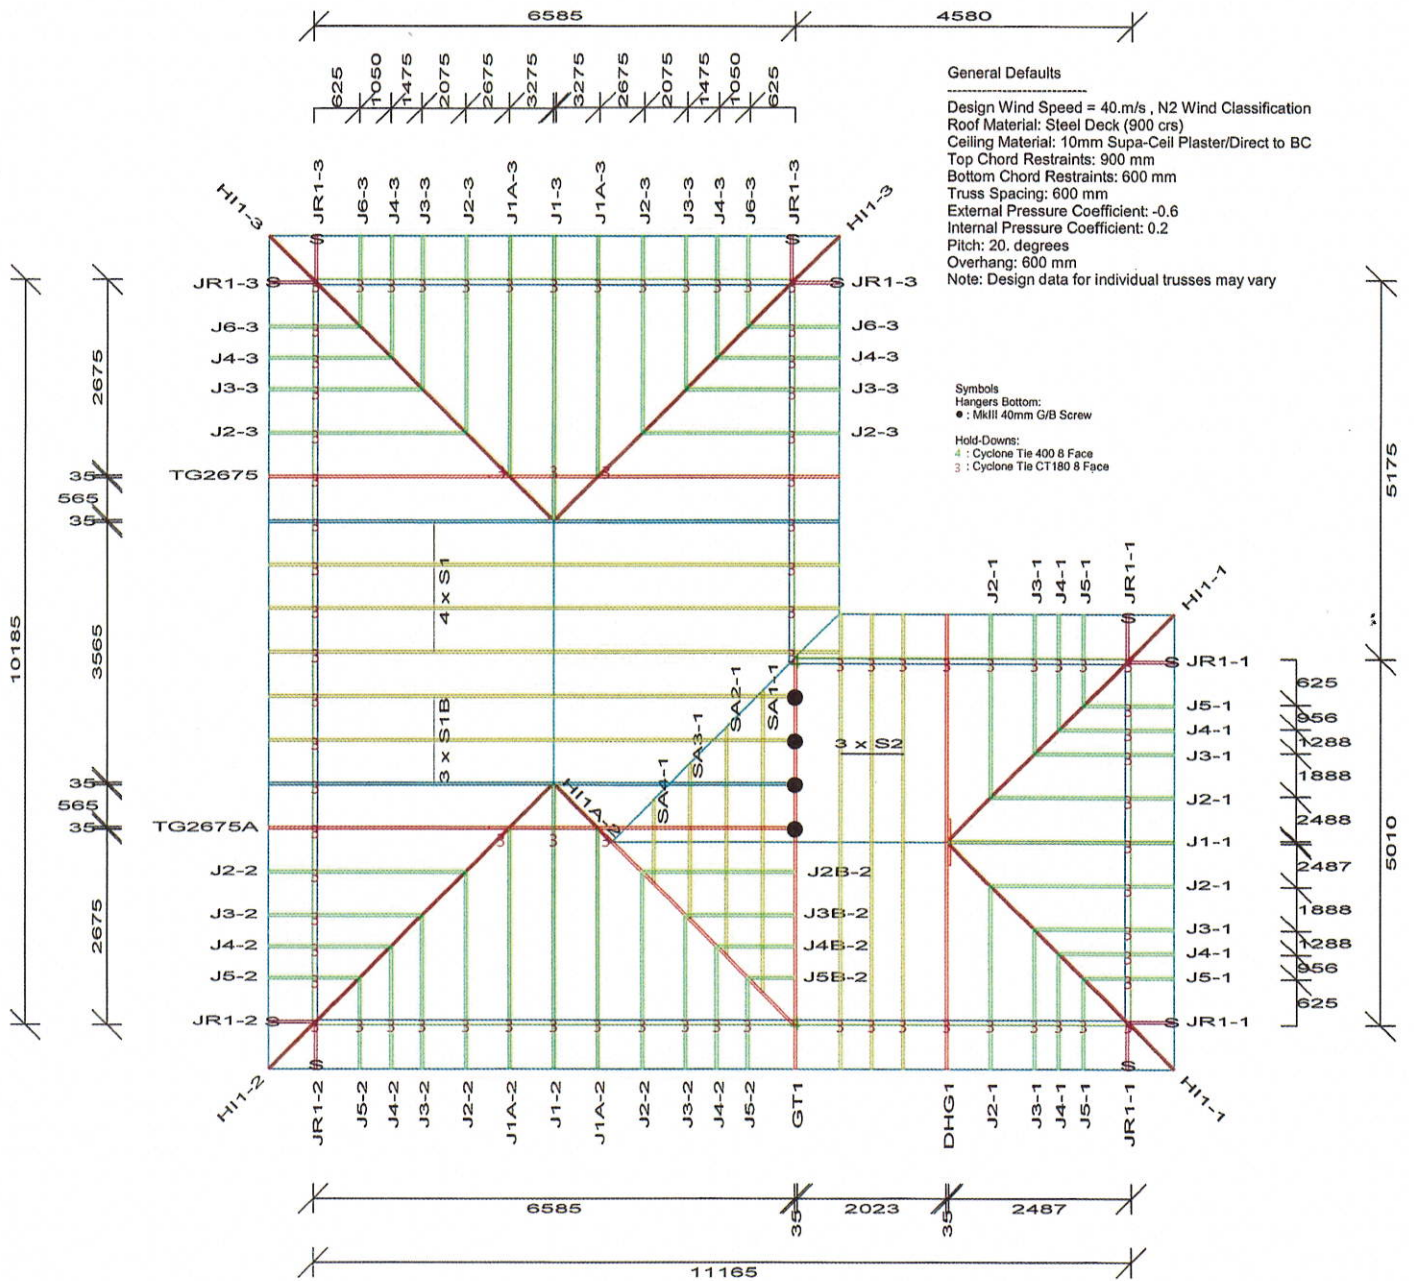 6585
4580
625
1050
1475
2075
2675
3275
3275
2675
2075
1475
1050
625
General Defaults
------------------------------
Design Wind Speed = 40.m/s , N2 Wind Classification
Roof Material: Steel Deck (900 crs)
Ceiling Material: 10mm Supa-Ceil Plaster/Direct to BC
Top Chord Restraints: 900 mm
Bottom Chord Restraints: 600 mm
Truss Spacing: 600 mm
External Pressure Coefficient: -0.6
Internal Pressure Coefficient: 0.2
Pitch: 20. degrees
Overhang: 600 mm
Note: Design data for individual trusses may vary
Symbols
Hangers Bottom:
● : MkIII 40mm G/B Screw
Hold-Downs:
4 : Cyclone Tie 400 8 Face
3 : Cyclone Tie CT180 8 Face
HI1-3
JR1-3
J6-3
J4-3
J3-3
J2-3
J1A-3
J1-3
J1A-3
J2-3
J3-3
J4-3
J6-3
JR1-3
HI1-3
JR1-3
J6-3
J4-3
J3-3
J2-3
TG2675
JR1-3
J6-3
J4-3
J3-3
J2-3
10185
2675
35
565
35
3565
35
565
35
2675
5175
5010
4 x S1
3 x S1B
3 x S2
SA4-1
SA3-1
SA2-1
SA1-1
HI1A-2
J2-1
J3-1
J4-1
J5-1
JR1-1
HI1-1
JR1-1
J5-1
J4-1
J3-1
J2-1
J1-1
J2-1
J3-1
J4-1
J5-1
JR1-1
625
956
1288
1888
2488
2487
1888
1288
956
625
TG2675A
J2-2
J3-2
J4-2
J5-2
JR1-2
J2B-2
J3B-2
J4B-2
J5B-2
HI1-2
JR1-2
J5-2
J4-2
J3-2
J2-2
J1A-2
J1-2
J1A-2
J2-2
J3-2
J4-2
J5-2
GT1
DHG1
J2-1
J3-1
J4-1
J5-1
JR1-1
HI1-1
6585
35
2023
35
2487
11165